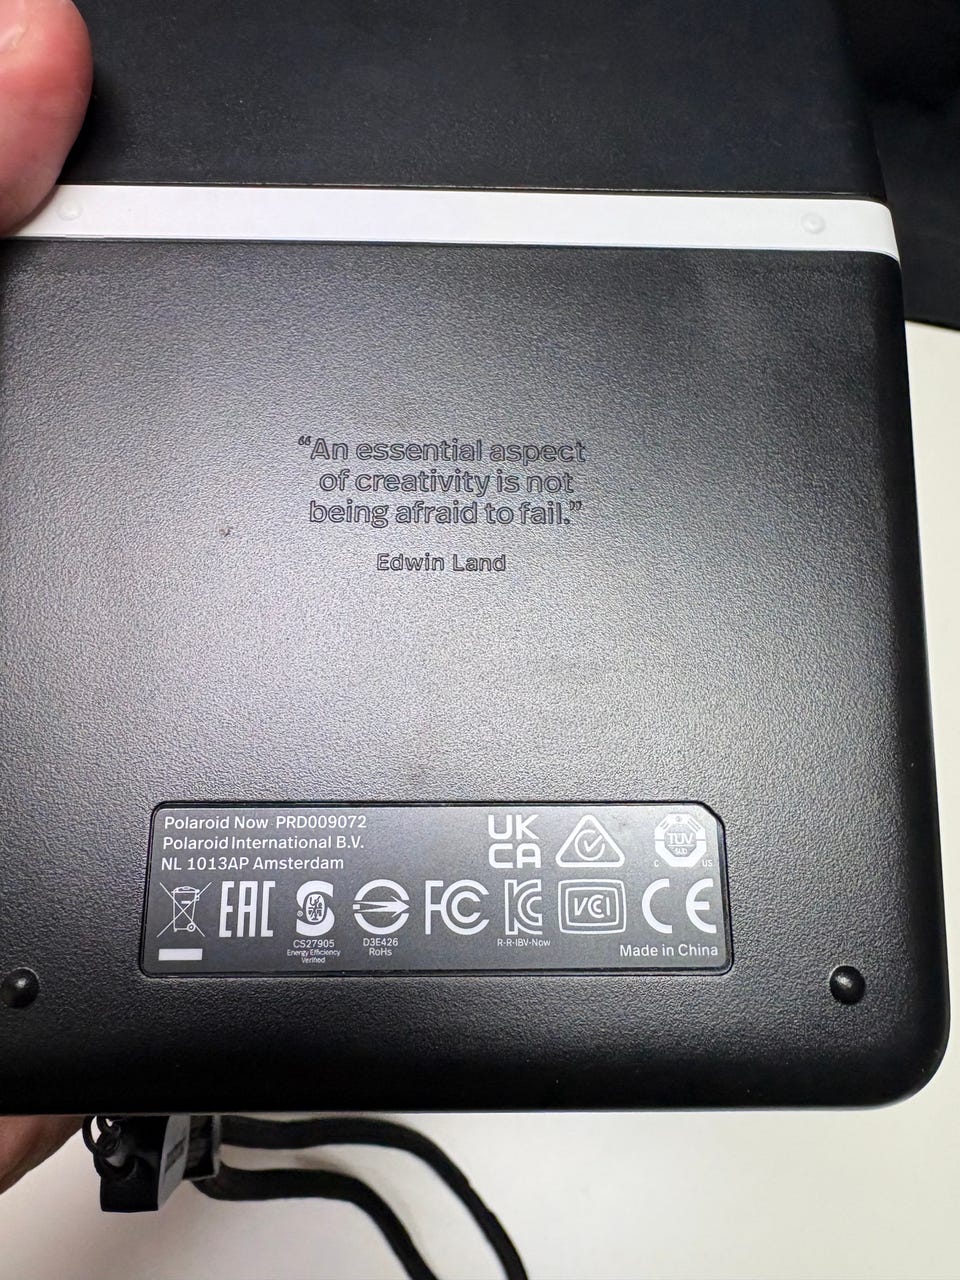 “An essential aspect
of creativity is not
being afraid to fail.”
Edwin Land
Polaroid Now PRD009072
Polaroid International B.V.
NL 1013AP Amsterdam
UK
CA
TÜV
SÜD
C US
EAC
FC
VCI
CE
CS27905
Energy Efficiency
Verified
D3E426
RoHs
R-R-IBV-Now
Made in China